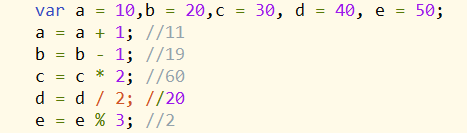 var a = 10,b = 20,c = 30, d = 40, e = 50;
a = a + 1; //11
b = b - 1; //19
c = c * 2; //60
d = d / 2; //20
e = e % 3; //2